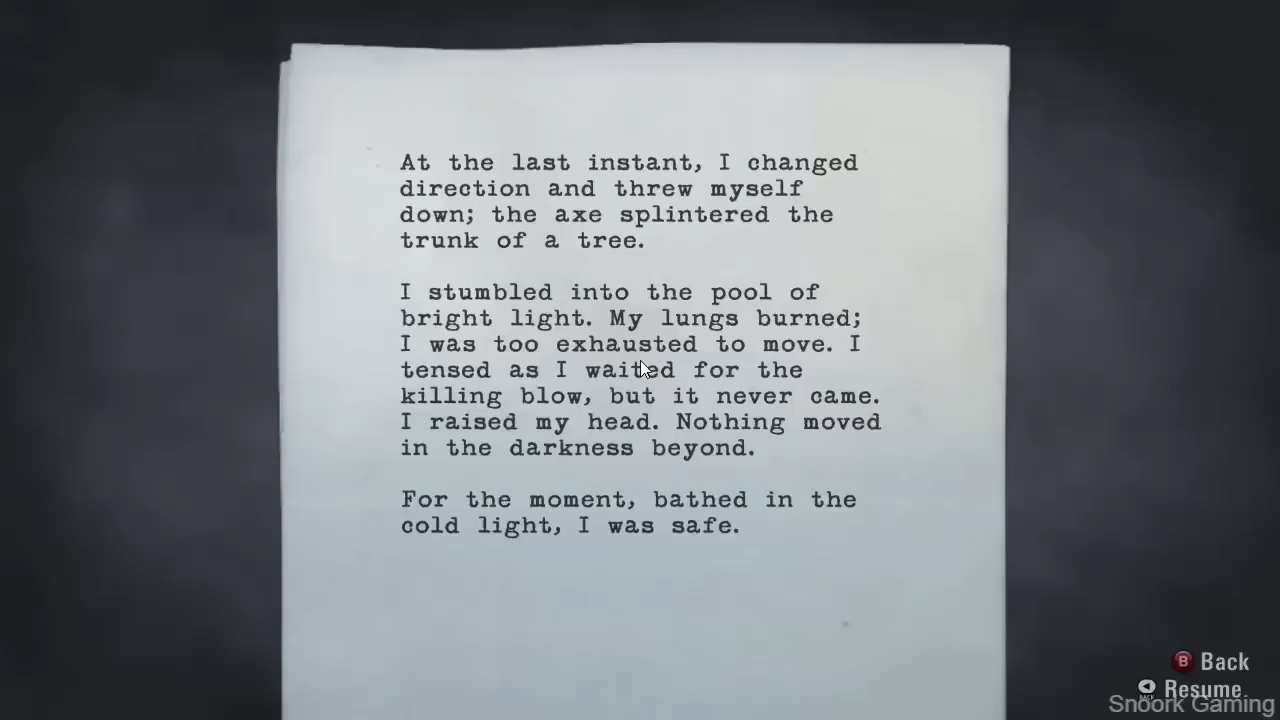 At the last instant, I changed
direction and threw myself
down; the axe splintered the
trunk of a tree.
I stumbled into the pool of
bright light. My lungs burned;
I was too exhausted to move. I
tensed as I waited for the
killing blow, but it never came.
I raised my head. Nothing moved
in the darkness beyond.
For the moment, bathed in the
cold light, I was safe.
B Back
BACK Resume
Snoork Gaming